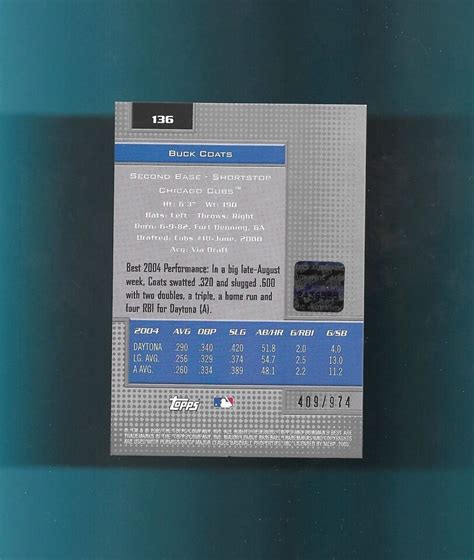 136
BUCK COATS
SECOND BASE - SHORTSTOP
CHICAGO CUBS™
Ht: 6'3" Wt: 190
Bats: Left Throws: Right
Born: 6-9-82, Fort Benning, GA
Drafted: Cubs #18-June, 2000
Acq: Via Draft
Best 2004 Performance: In a big late-August
week, Coats swatted .320 and slugged .600
with two doubles, a triple, a home run and
four RBI for Daytona (A).
2004 AVG OBP SLG AB/HR G/RBI G/SB
DAYTONA .290 .340 .420 51.8 2.0 4.0
LG. AVG. .256 .329 .374 54.7 2.5 13.0
A AVG. .260 .334 .389 48.1 2.2 11.2
Topps
409/974